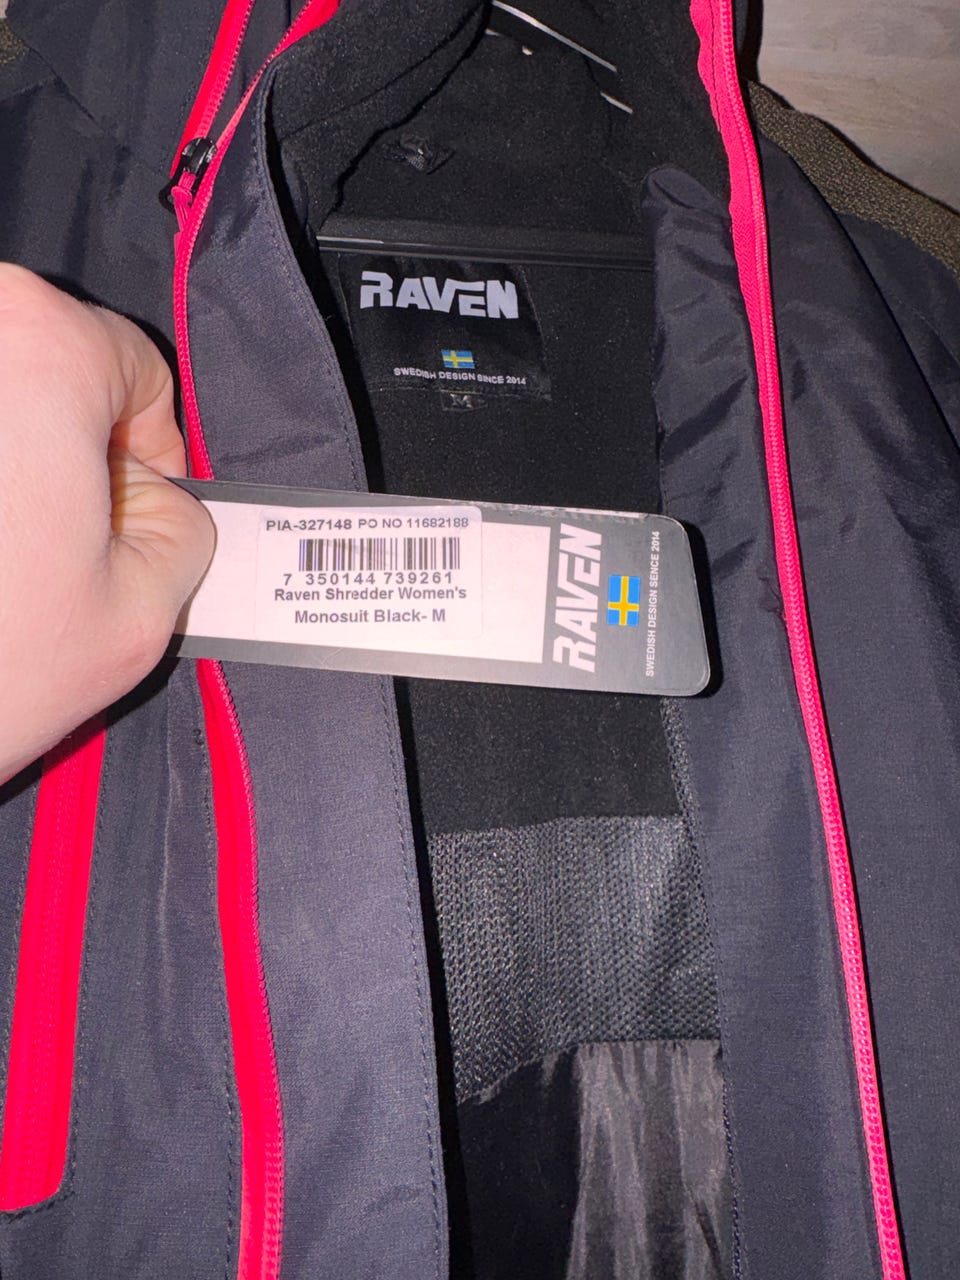 RAVEN
SWEDISH DESIGN SINCE 2014
M
PIA-327148 PO NO 11682188
7 350144 739261
Raven Shredder Women's
Monosuit Black- M
RAVEN
SWEDISH DESIGN SENCE 2014